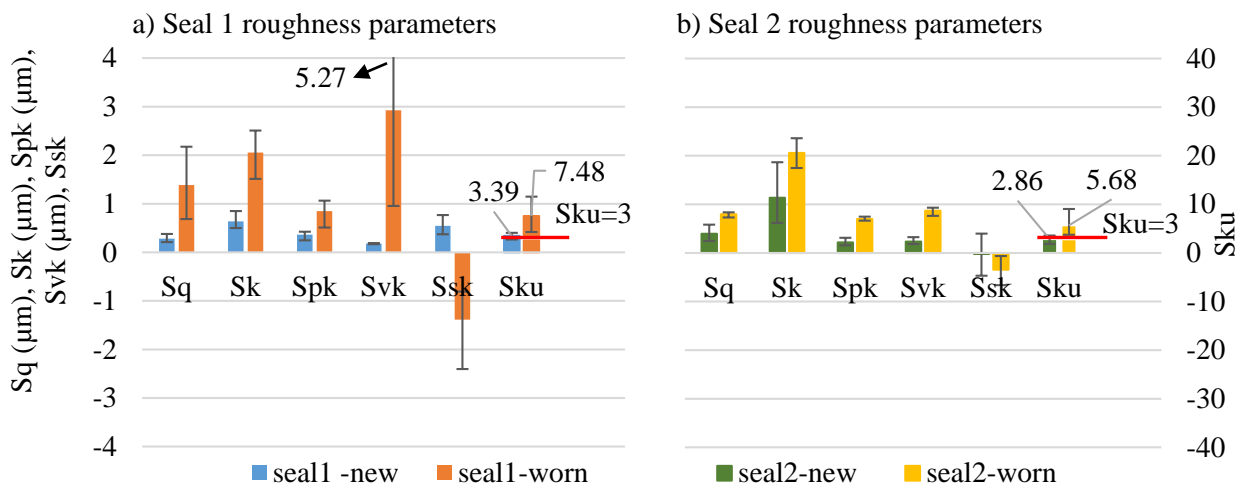 a) Seal 1 roughness parameters
Sq (μm), Sk (μm), Spk (μm),
Svk (μm), Ssk
4
3
2
1
0
-1
-2
-3
-4
5.27
3.39
7.48
Sku=3
Sq Sk Spk Svk Ssk Sku
seal1 -new seal1-worn
b) Seal 2 roughness parameters
2.86
5.68
Sku=3
Sq Sk Spk Svk Ssk Sku
seal2-new seal2-worn
40
30
20
10
0
-10
-20
-30
-40
Sku